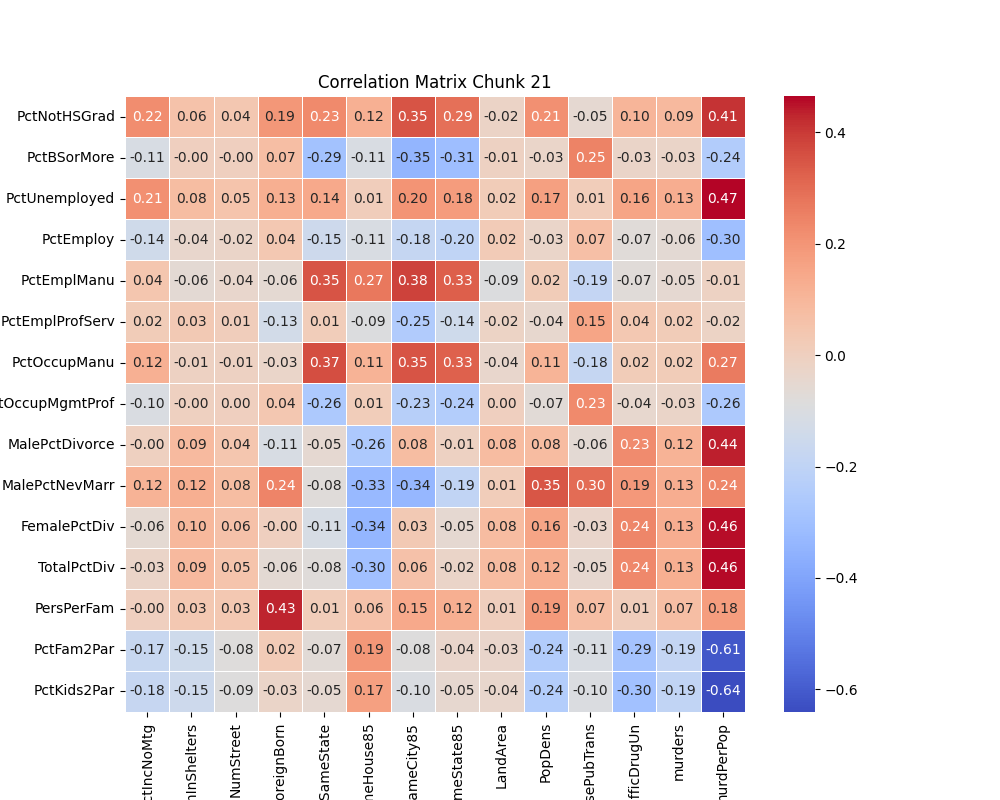 Correlation Matrix Chunk 21
PctNotHSGrad 0.22 0.06 0.04 0.19 0.23 0.12 0.35 0.29 -0.02 0.21 -0.05 0.10 0.09 0.41
PctBSorMore -0.11 -0.00 -0.00 0.07 -0.29 -0.11 -0.35 -0.31 -0.01 -0.03 0.25 -0.03 -0.03 -0.24
PctUnemployed 0.21 0.08 0.05 0.13 0.14 0.01 0.20 0.18 0.02 0.17 0.01 0.16 0.13 0.47
PctEmploy -0.14 -0.04 -0.02 0.04 -0.15 -0.11 -0.18 -0.20 0.02 -0.03 0.07 -0.07 -0.06 -0.30
PctEmplManu 0.04 -0.06 -0.04 -0.06 0.35 0.27 0.38 0.33 -0.09 0.02 -0.19 -0.07 -0.05 -0.01
PctEmplProfServ 0.02 0.03 0.01 -0.13 0.01 -0.09 -0.25 -0.14 -0.02 -0.04 0.15 0.04 0.02 -0.02
PctOccupManu 0.12 -0.01 -0.01 -0.03 0.37 0.11 0.35 0.33 -0.04 0.11 -0.18 0.02 0.02 0.27
tOccupMgmtProf -0.10 -0.00 0.00 0.04 -0.26 0.01 -0.23 -0.24 0.00 -0.07 0.23 -0.04 -0.03 -0.26
MalePctDivorce -0.00 0.09 0.04 -0.11 -0.05 -0.26 0.08 -0.01 0.08 0.08 -0.06 0.23 0.12 0.44
MalePctNevMarr 0.12 0.12 0.08 0.24 -0.08 -0.33 -0.34 -0.19 0.01 0.35 0.30 0.19 0.13 0.24
FemalePctDiv -0.06 0.10 0.06 -0.00 -0.11 -0.34 0.03 -0.05 0.08 0.16 -0.03 0.24 0.13 0.46
TotalPctDiv -0.03 0.09 0.05 -0.06 -0.08 -0.30 0.06 -0.02 0.08 0.12 -0.05 0.24 0.13 0.46
PersPerFam -0.00 0.03 0.03 0.43 0.01 0.06 0.15 0.12 0.01 0.19 0.07 0.01 0.07 0.18
PctFam2Par -0.17 -0.15 -0.08 0.02 -0.07 0.19 -0.08 -0.04 -0.03 -0.24 -0.11 -0.29 -0.19 -0.61
PctKids2Par -0.18 -0.15 -0.09 -0.03 -0.05 0.17 -0.10 -0.05 -0.04 -0.24 -0.10 -0.30 -0.19 -0.64
ctIncNoMtg
nInShelters
NumStreet
oreignBorn
SameState
meHouse85
ameCity85
meState85
LandArea
PopDens
sePubTrans
fficDrugUn
murders
murdPerPop
0.4
0.2
0.0
−0.2
−0.4
−0.6